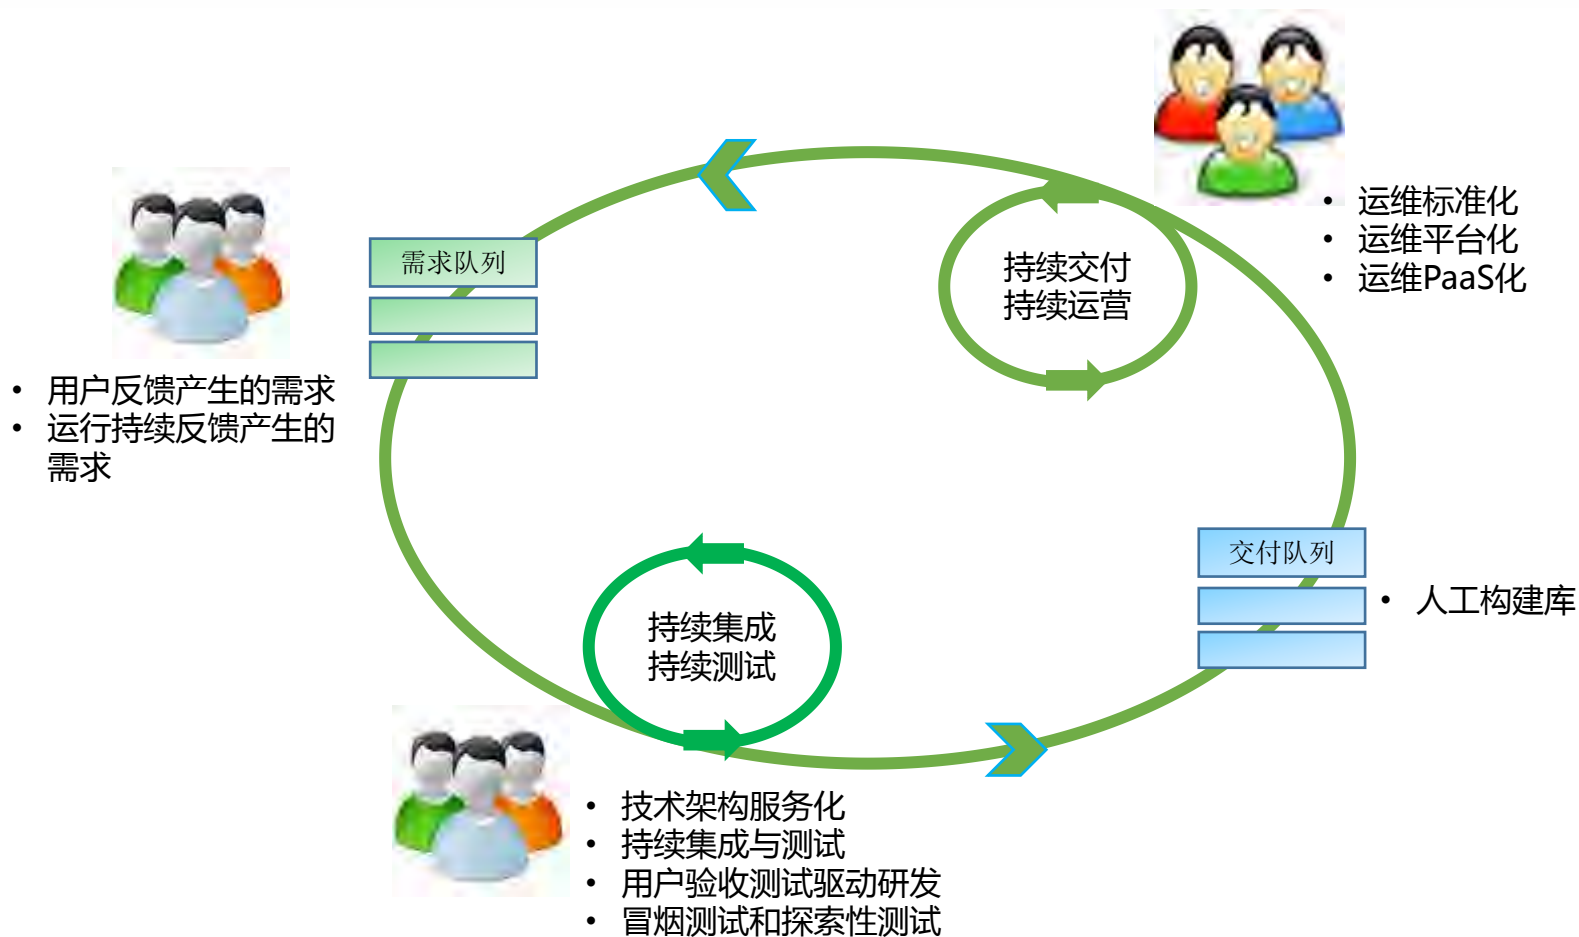 • 运维标准化
• 运维平台化
• 运维PaaS化
需求队列
持续交付
持续运营
• 用户反馈产生的需求
• 运行持续反馈产生的
需求
交付队列
• 人工构建库
持续集成
持续测试
• 技术架构服务化
• 持续集成与测试
• 用户验收测试驱动研发
• 冒烟测试和探索性测试